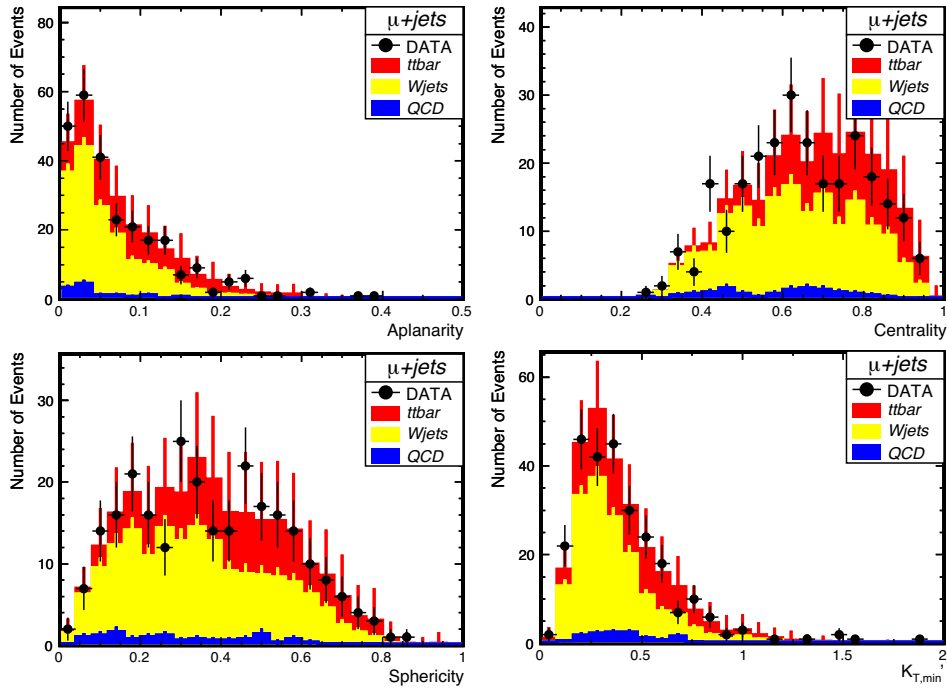 Number of Events
80
60
40
20
0
0 0.1 0.2 0.3 0.4 0.5
Aplanarity
μ+jets
DATA
ttbar
Wjets
QCD
Number of Events
40
30
20
10
0
0 0.2 0.4 0.6 0.8 1
Centrality
μ+jets
DATA
ttbar
Wjets
QCD
Number of Events
30
20
10
0
0 0.2 0.4 0.6 0.8 1
Sphericity
μ+jets
DATA
ttbar
Wjets
QCD
Number of Events
60
40
20
0
0 0.5 1 1.5 2
K_T,min'
μ+jets
DATA
ttbar
Wjets
QCD